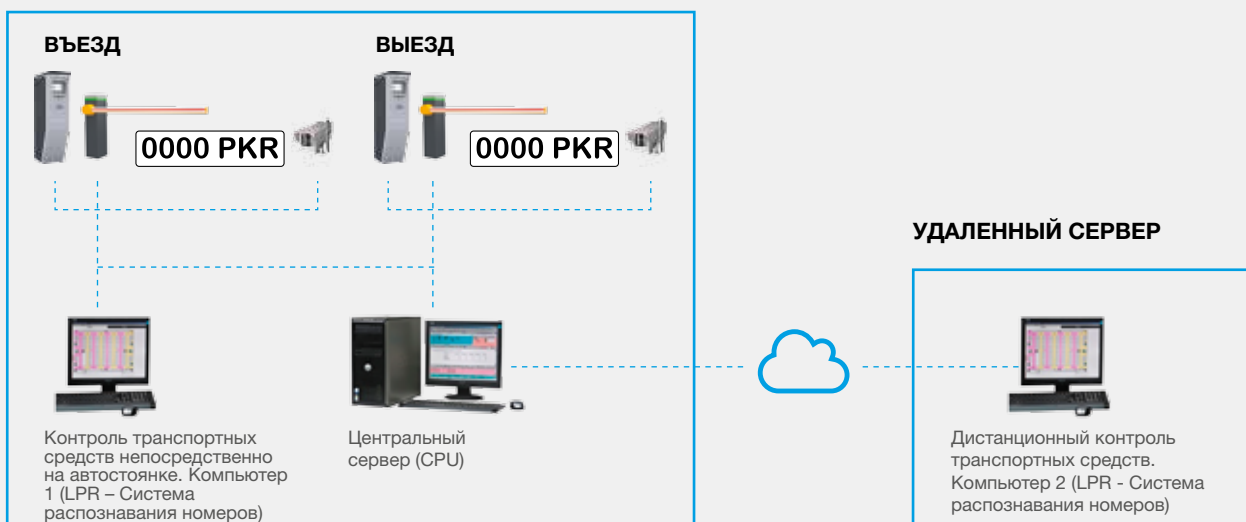 ВЪЕЗД
ВЫЕЗД
0000 PKR
0000 PKR
УДАЛЕННЫЙ СЕРВЕР
Контроль транспортных
средств непосредственно
на автостоянке. Компьютер
1 (LPR – Система
распознавания номеров)
Центральный
сервер (CPU)
Дистанционный контроль
транспортных средств.
Компьютер 2 (LPR - Система
распознавания номеров)